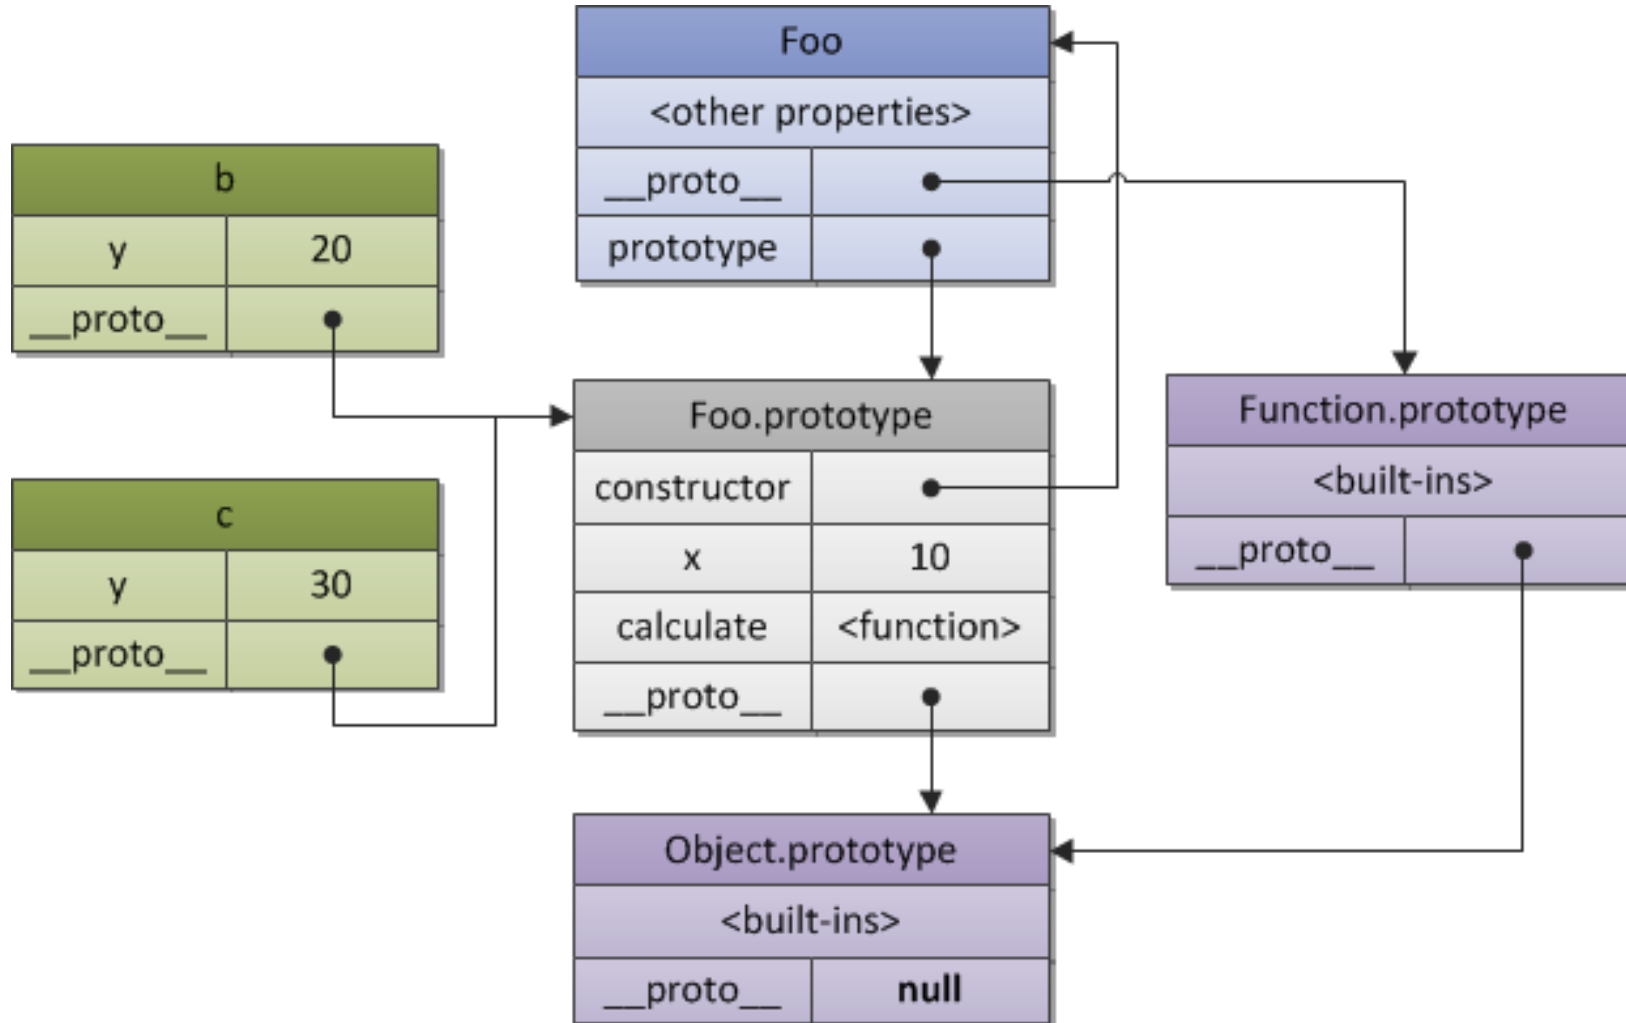 Foo
<other properties>
__proto__
prototype
b
y 20
__proto__
c
y 30
__proto__
Foo.prototype
constructor
x 10
calculate <function>
__proto__
Function.prototype
<built-ins>
__proto__
Object.prototype
<built-ins>
__proto__ null